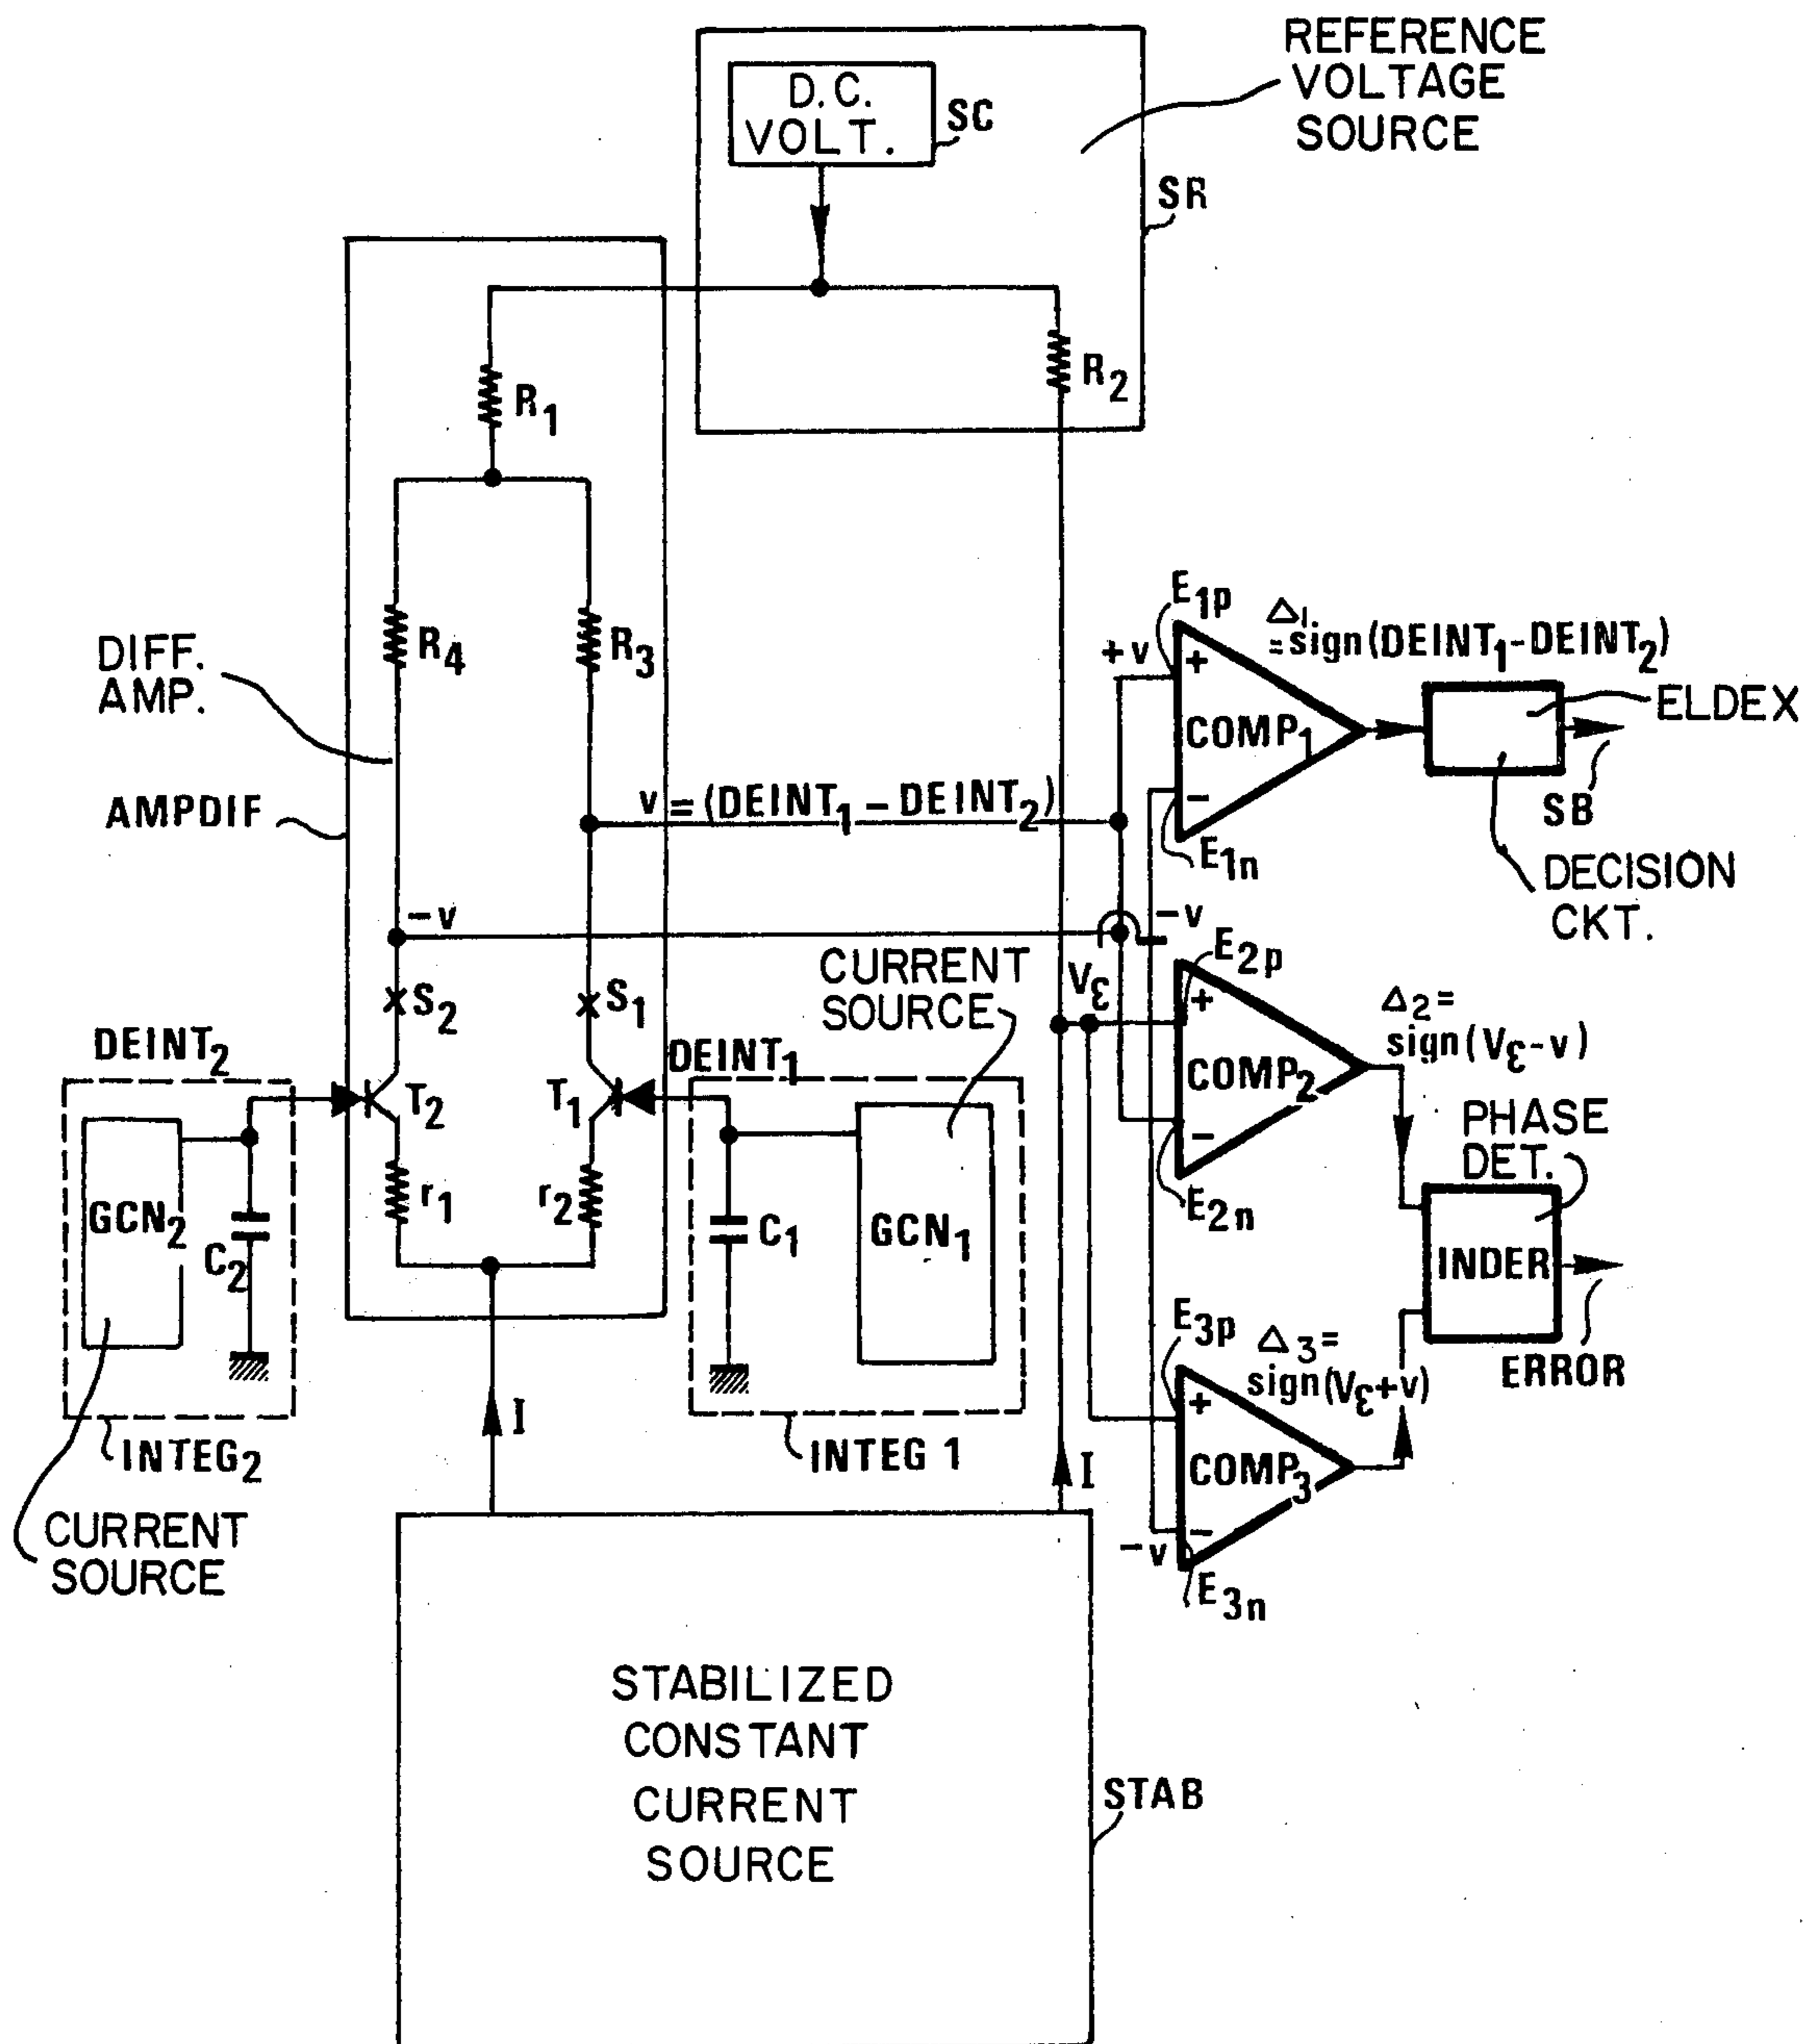 REFERENCE
VOLTAGE
SOURCE
D.C.
VOLT.
SC
SR
R2
R1
R4
R3
DIFF.
AMP.
AMPDIF
E1p
Δ1
=sign(DEINT1-DEINT2)
+v
+
COMP1
-
E1n
ELDEX
SB
DECISION
CKT.
v=(DEINT1-DEINT2)
-v
-v
CURRENT
SOURCE
Vε
E2p
+
COMP2
-
E2n
Δ2=
sign(Vε-v)
S2
S1
DEINT2
DEINT1
T2
T1
PHASE
DET.
GCN2
C2
r1
r2
C1
GCN1
INDER
ERROR
E3p
Δ3=
sign(Vε+v)
+
COMP3
-
-v
E3n
INTEG2
I
INTEG 1
I
CURRENT
SOURCE
STABILIZED
CONSTANT
CURRENT
SOURCE
STAB